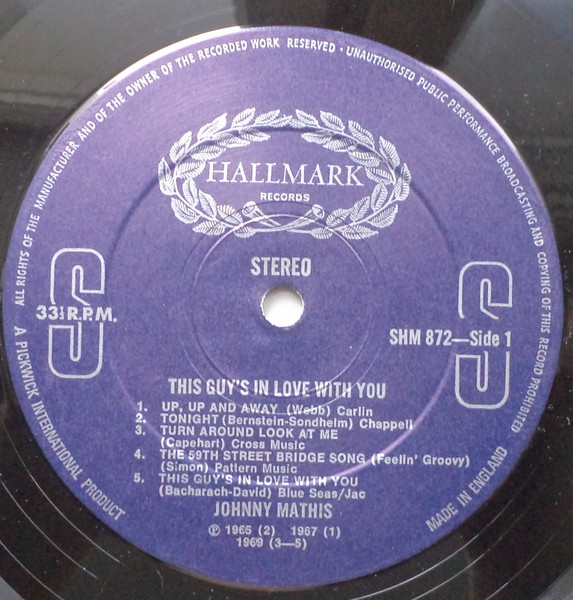 ALL RIGHTS OF THE MANUFACTURER AND OF THE OWNER OF THE RECORDED WORK RESERVED · UNAUTHORISED PUBLIC PERFORMANCE BROADCASTING AND COPYING OF THIS RECORD PROHIBITED
HALLMARK
RECORDS
STEREO
33⅓ R.P.M.
SHM 872—Side 1
THIS GUY'S IN LOVE WITH YOU
1. UP, UP AND AWAY (Webb) Carlin
2. TONIGHT (Bernstein-Sondheim) Chappell
3. TURN AROUND LOOK AT ME
(Capehart) Cross Music
4. THE 59TH STREET BRIDGE SONG (Feelin' Groovy)
(Simon) Pattern Music
5. THIS GUY'S IN LOVE WITH YOU
(Bacharach-David) Blue Seas/Jac
JOHNNY MATHIS
℗ 1965 (2) 1967 (1)
1969 (3—5)
A PICKWICK INTERNATIONAL PRODUCT
MADE IN ENGLAND